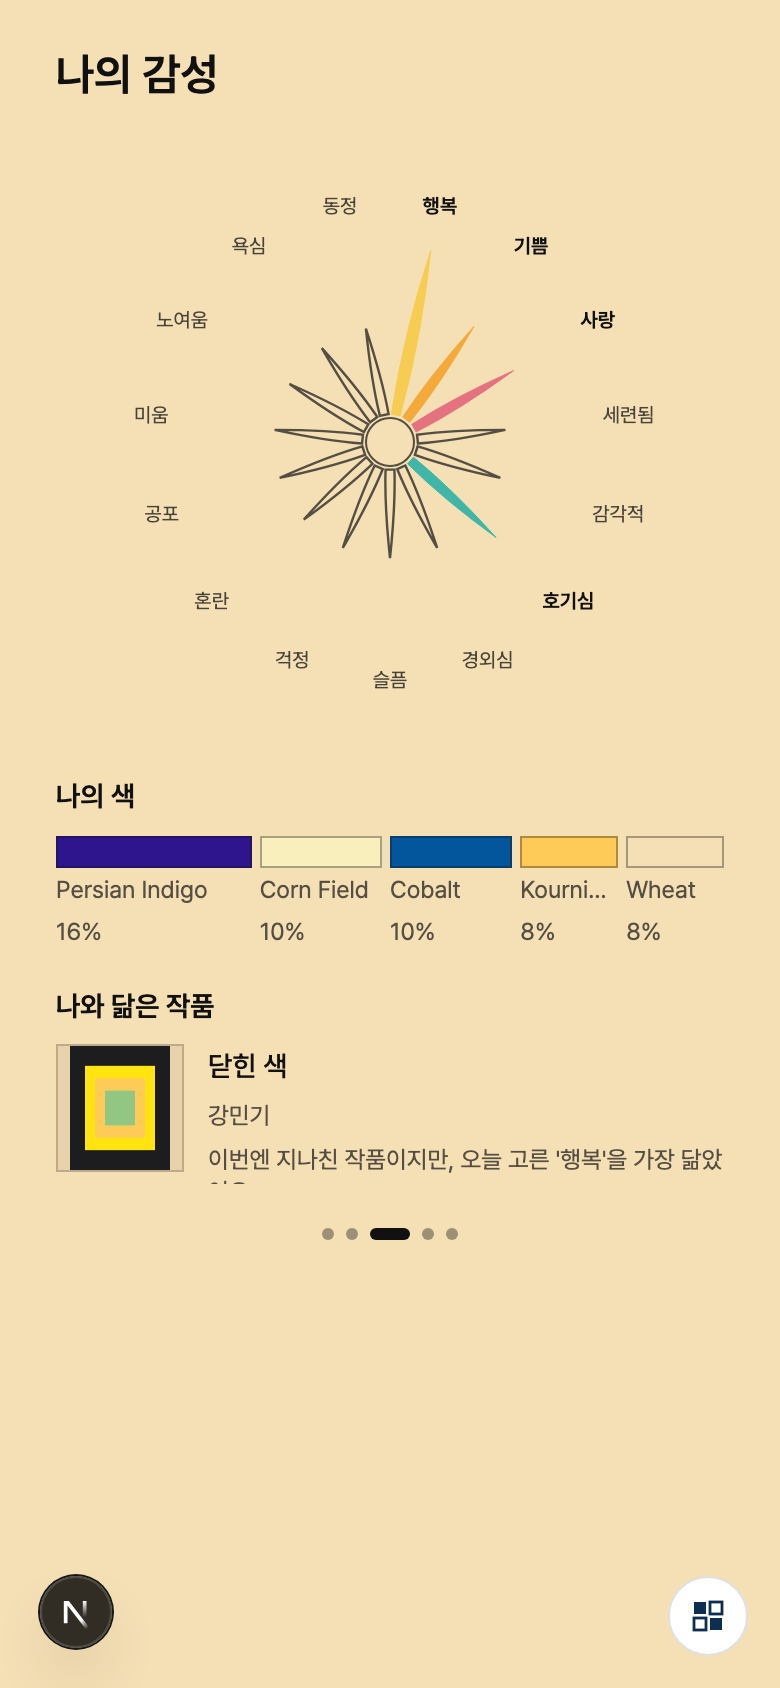 나의 감성
동정
행복
욕심
기쁨
노여움
사랑
미움
세련됨
공포
감각적
혼란
호기심
걱정
경외심
슬픔
나의 색
Persian Indigo
Corn Field
Cobalt
Kourni...
Wheat
16%
10%
10%
8%
8%
나와 닮은 작품
닫힌 색
강민기
이번엔 지나친 작품이지만, 오늘 고른 '행복'을 가장 닮았
N